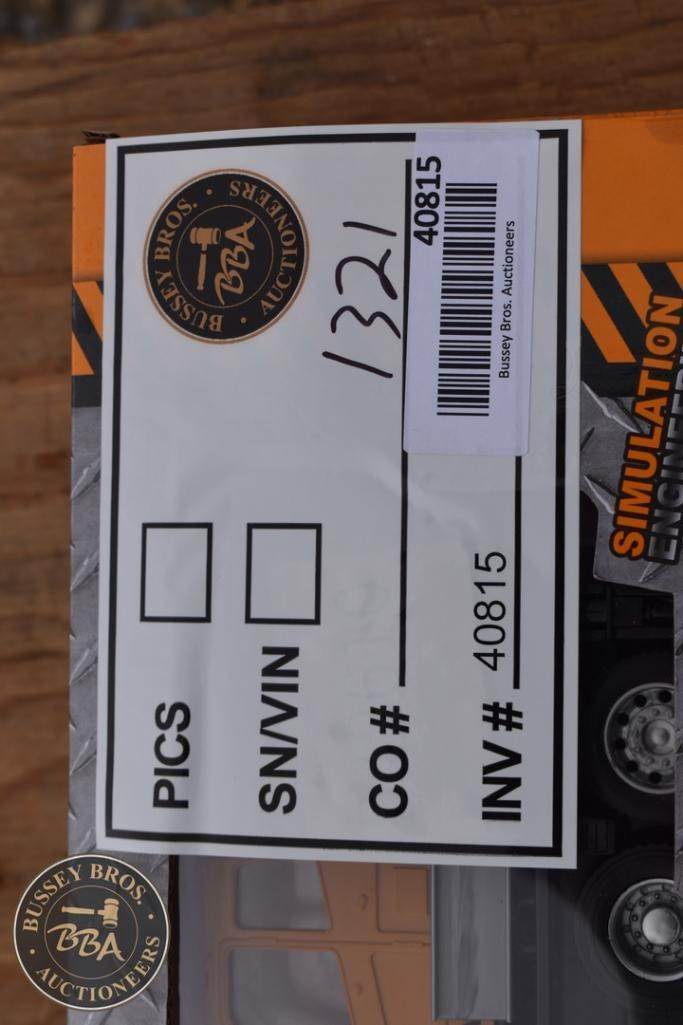 BUSSEY BROS. · AUCTIONEERS ·
BBA
PICS
SN/VIN
CO # 1321
INV # 40815
40815
Bussey Bros. Auctioneers
SIMULATION
BUSSEY BROS. · AUCTIONEERS ·
BBA